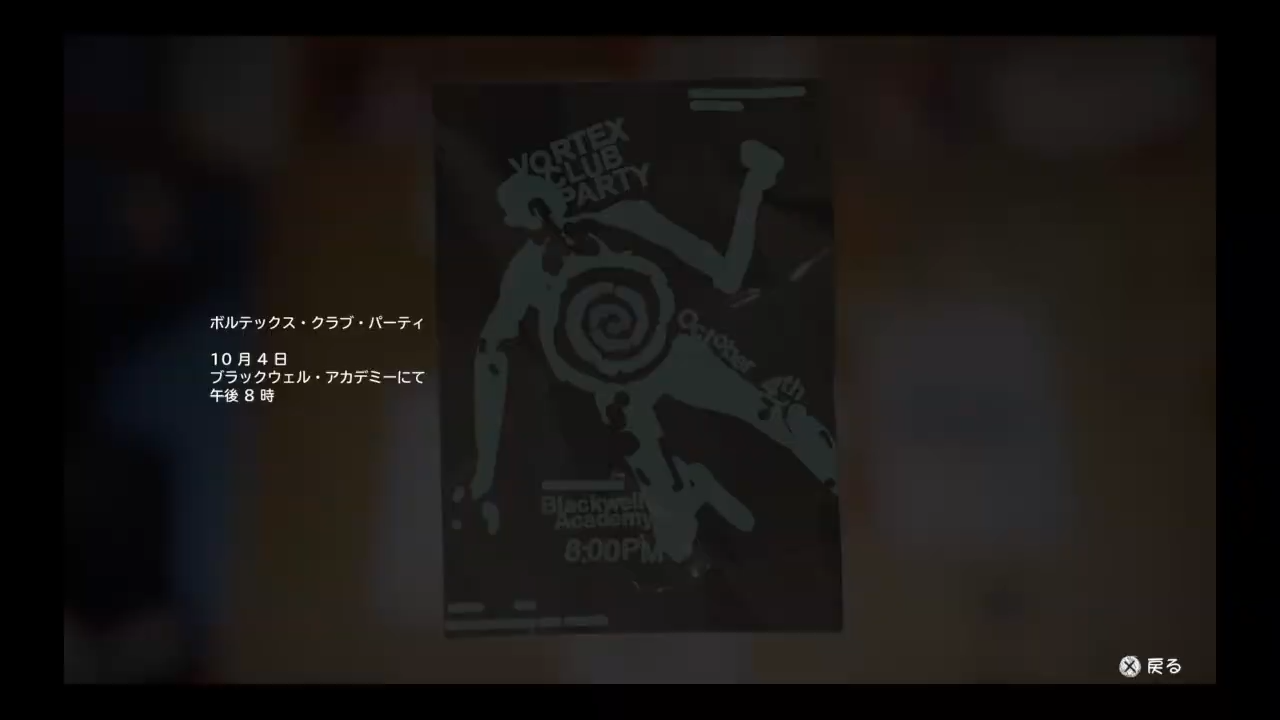 ボルテックス・クラブ・パーティ
10 月 4 日
ブラックウェル・アカデミーにて
午後 8 時
VORTEX
CLUB
PARTY
October 4th
Blackwell
Academy
8:00PM
戻る